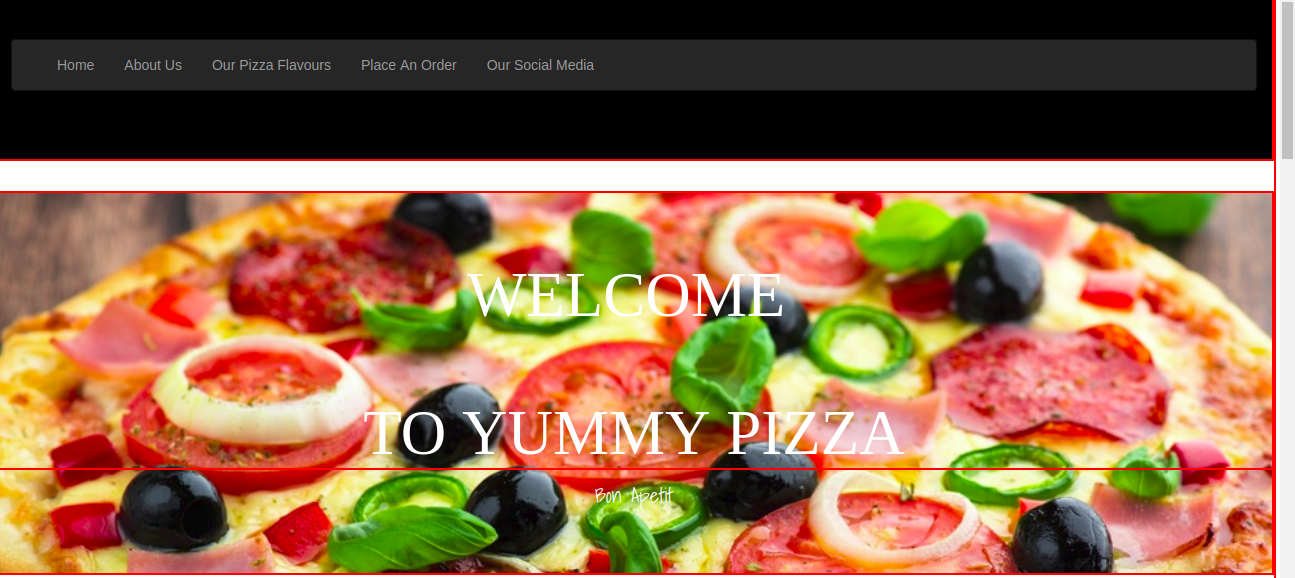 Home About Us Our Pizza Flavours Place An Order Our Social Media
WELCOME
TO YUMMY PIZZA
Bon Apetit